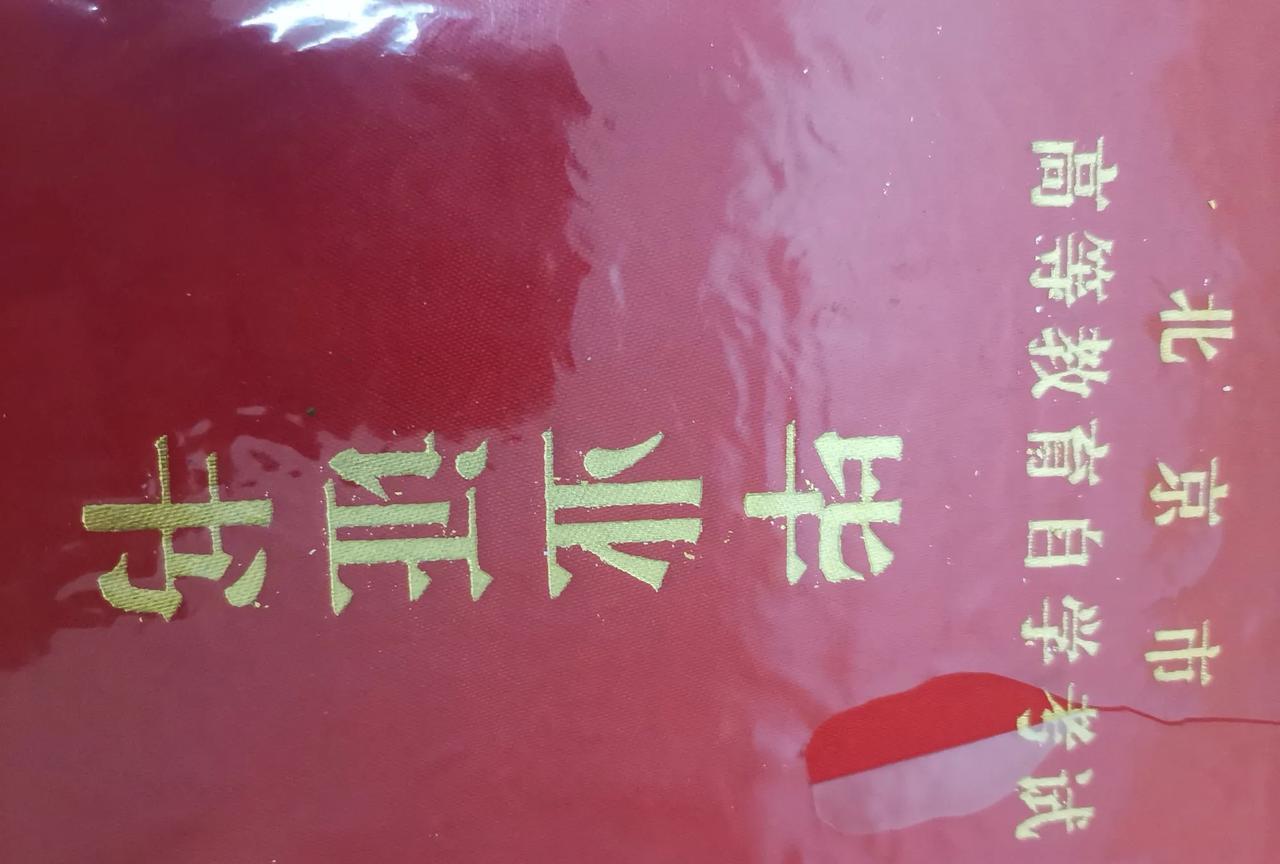 北京市
高等教育自学考试
毕业证书